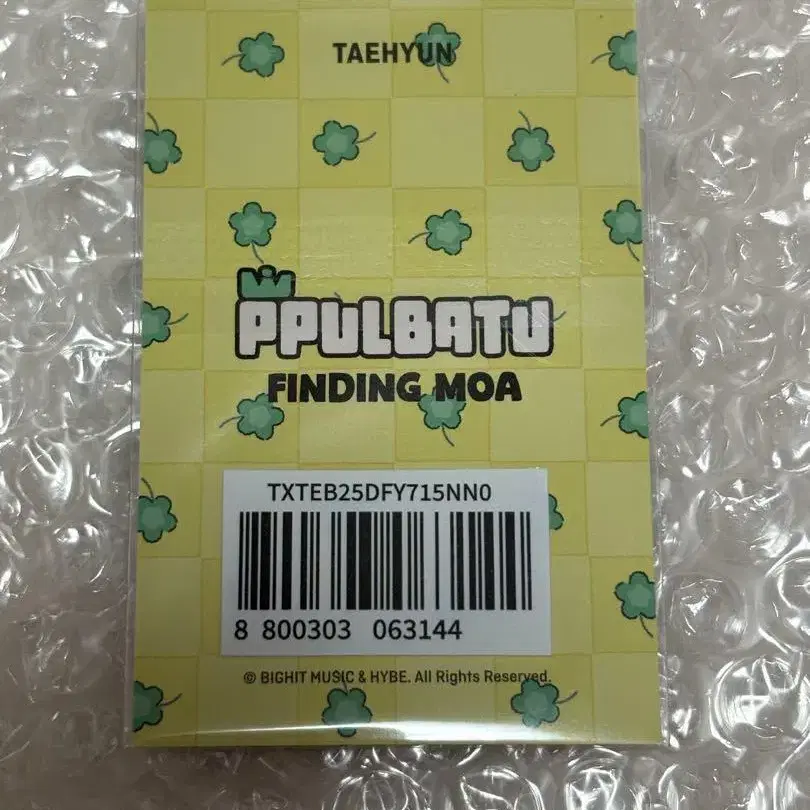 TAEHYUN
PPULBATU
FINDING MOA
TXTEB25DFY715NN0
8 800303 063144
© BIGHIT MUSIC & HYBE. All Rights Reserved.